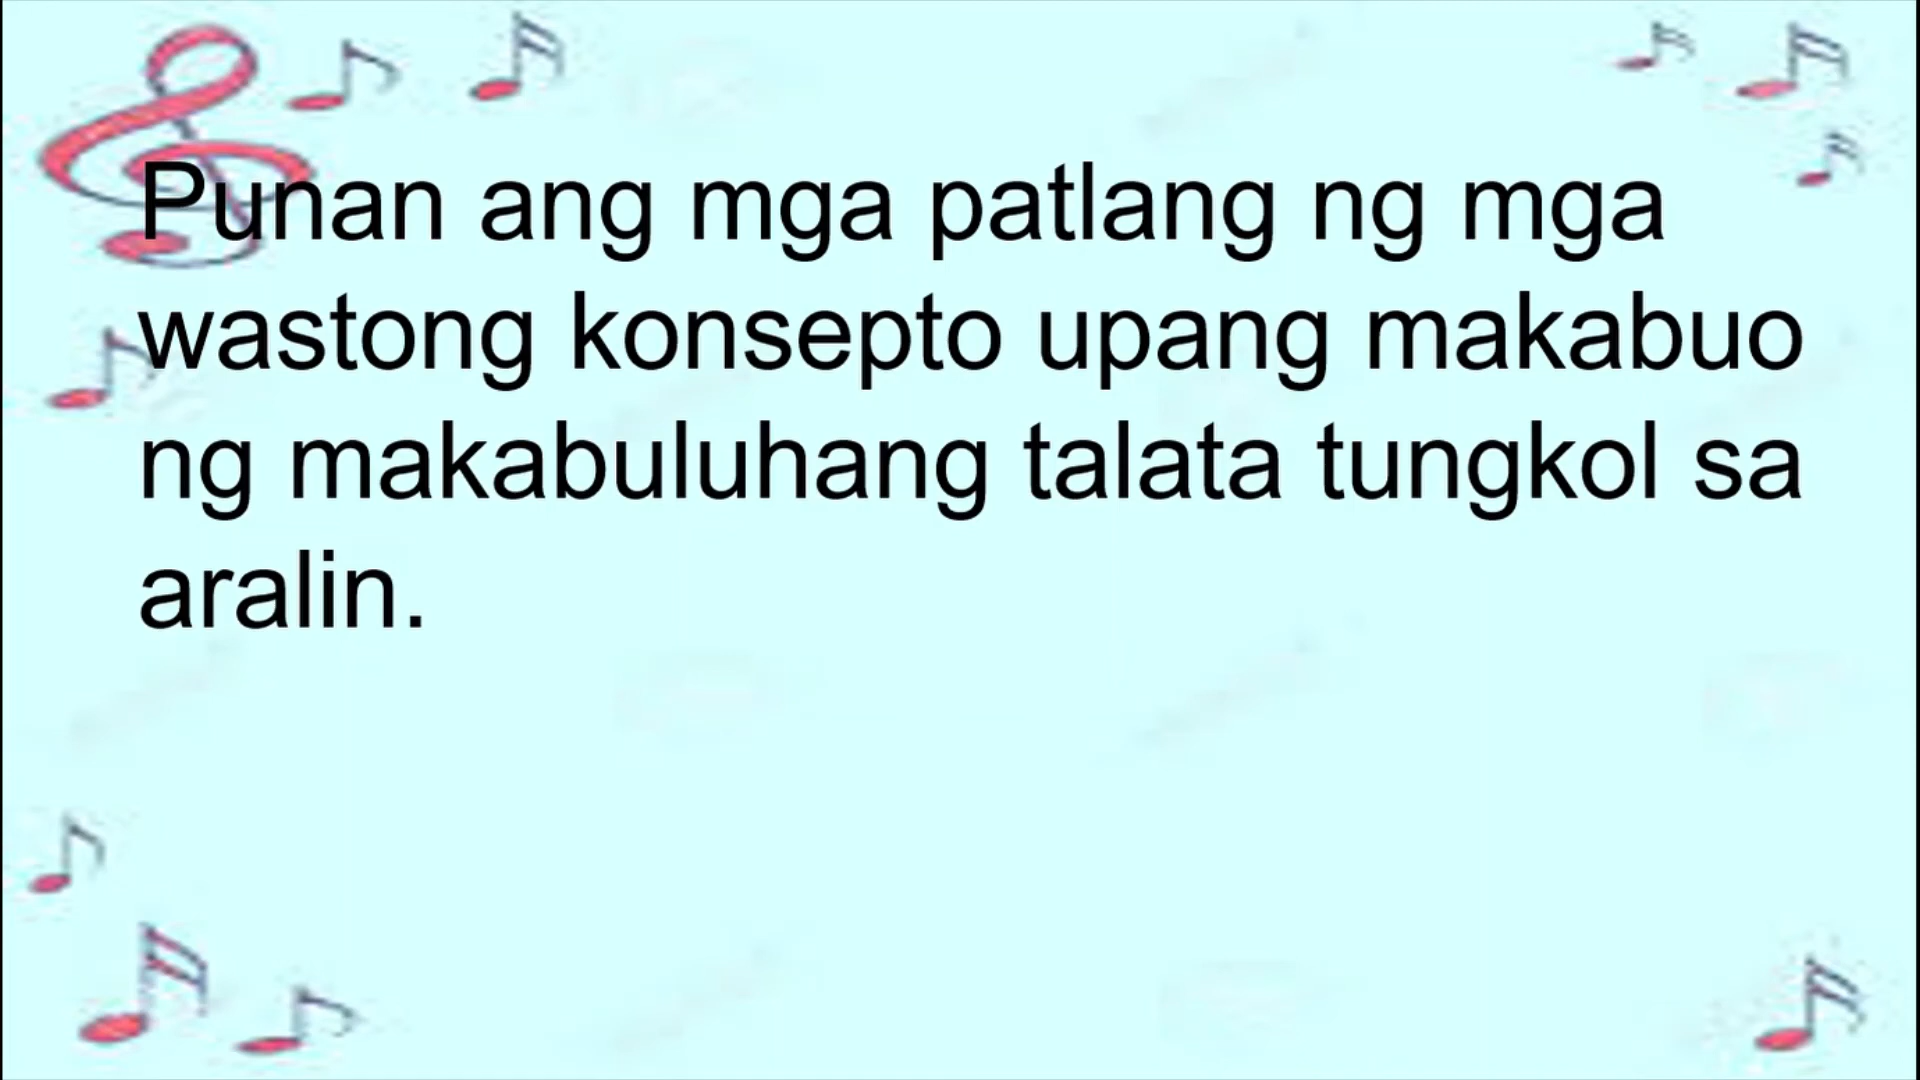 Punan ang mga patlang ng mga
wastong konsepto upang makabuo
ng makabuluhang talata tungkol sa
aralin.